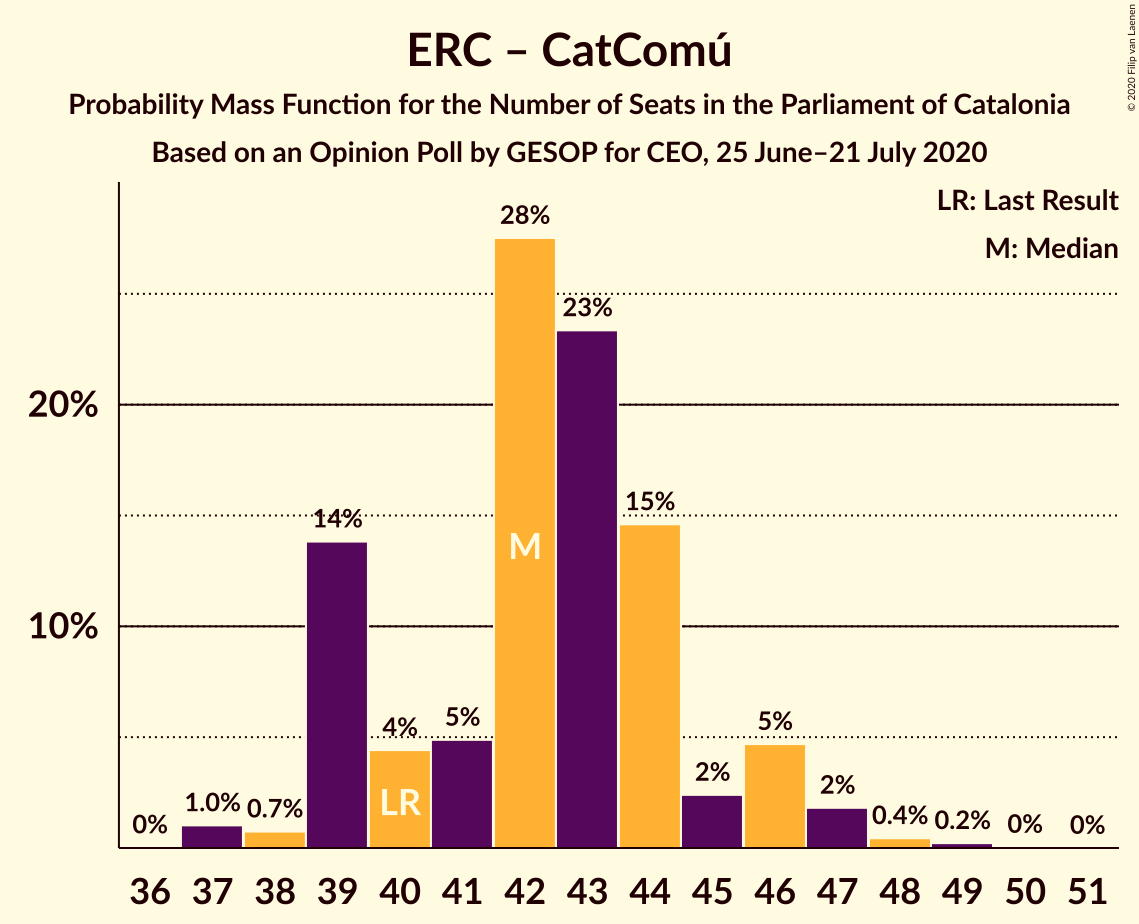 ERC – CatComú
Probability Mass Function for the Number of Seats in the Parliament of Catalonia
Based on an Opinion Poll by GESOP for CEO, 25 June–21 July 2020
© 2020 Filip van Laenen
LR: Last Result
M: Median
20%
10%
0%
1.0%
0.7%
14%
4%
5%
28%
23%
15%
2%
5%
2%
0.4%
0.2%
0%
0%
LR
M
36 37 38 39 40 41 42 43 44 45 46 47 48 49 50 51